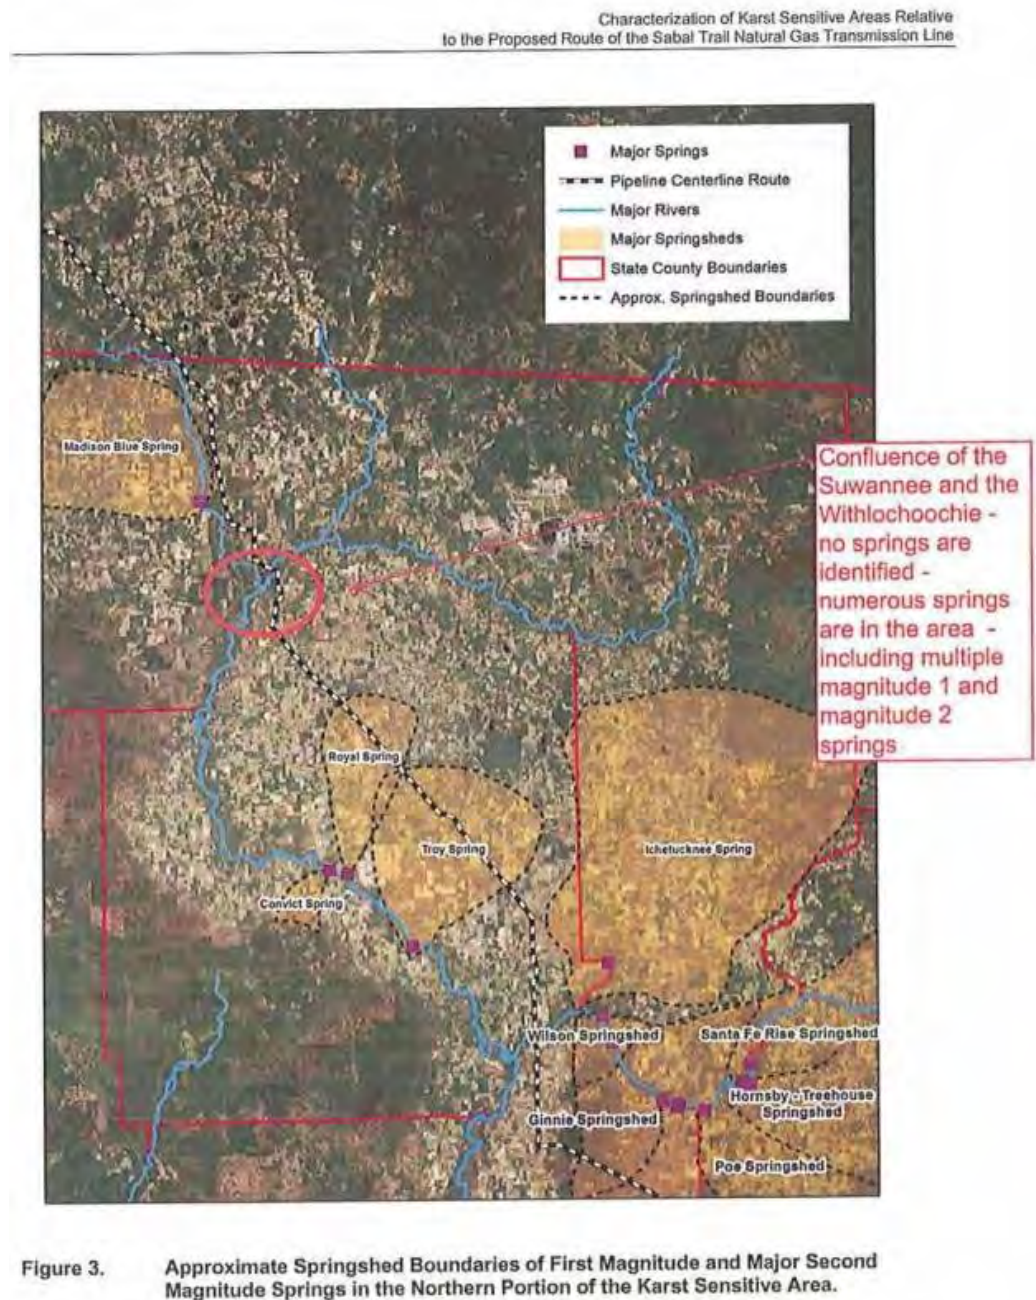 Characterization of Karst Sensitive Areas Relative
to the Proposed Route of the Sabal Trail Natural Gas Transmission Line
Major Springs
Pipeline Centerline Route
Major Rivers
Major Springsheds
State County Boundaries
Approx. Springshed Boundaries
Madison Blue Spring
Confluence of the
Suwannee and the
Withlochoochie -
no springs are
identified -
numerous springs
are in the area -
including multiple
magnitude 1 and
magnitude 2
springs
Royal Spring
Troy Spring
Ichetucknee Spring
Convict Spring
Wilson Springshed
Santa Fe Rise Springshed
Hornsby - Treehouse
Springshed
Ginnie Springshed
Poe Springshed
Figure 3. Approximate Springshed Boundaries of First Magnitude and Major Second
Magnitude Springs in the Northern Portion of the Karst Sensitive Area.